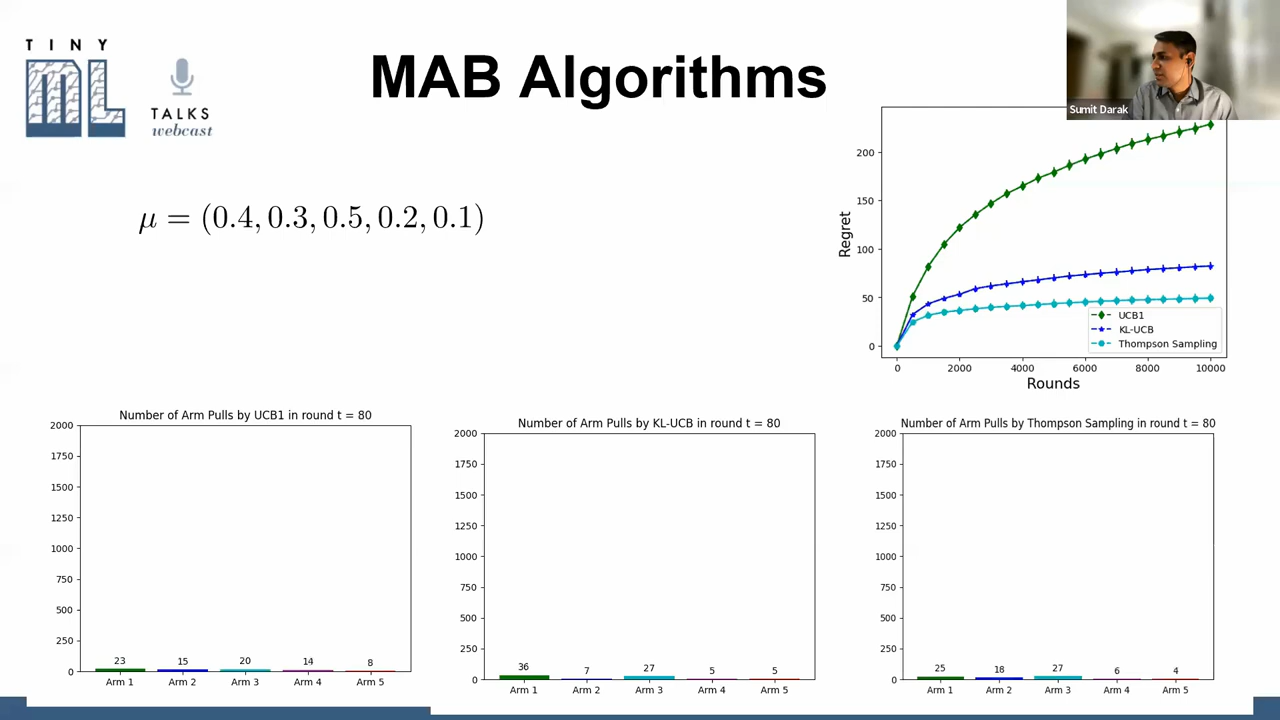 TINY
ML
TALKS
webcast
MAB Algorithms
Sumit Darak
μ = (0.4, 0.3, 0.5, 0.2, 0.1)
200
150
100
50
0
Regret
0 2000 4000 6000 8000 10000
Rounds
UCB1
KL-UCB
Thompson Sampling
Number of Arm Pulls by UCB1 in round t = 80
2000
1750
1500
1250
1000
750
500
250
0
23 15 20 14 8
Arm 1 Arm 2 Arm 3 Arm 4 Arm 5
Number of Arm Pulls by KL-UCB in round t = 80
2000
1750
1500
1250
1000
750
500
250
0
36 7 27 5 5
Arm 1 Arm 2 Arm 3 Arm 4 Arm 5
Number of Arm Pulls by Thompson Sampling in round t = 80
2000
1750
1500
1250
1000
750
500
250
0
25 18 27 6 4
Arm 1 Arm 2 Arm 3 Arm 4 Arm 5